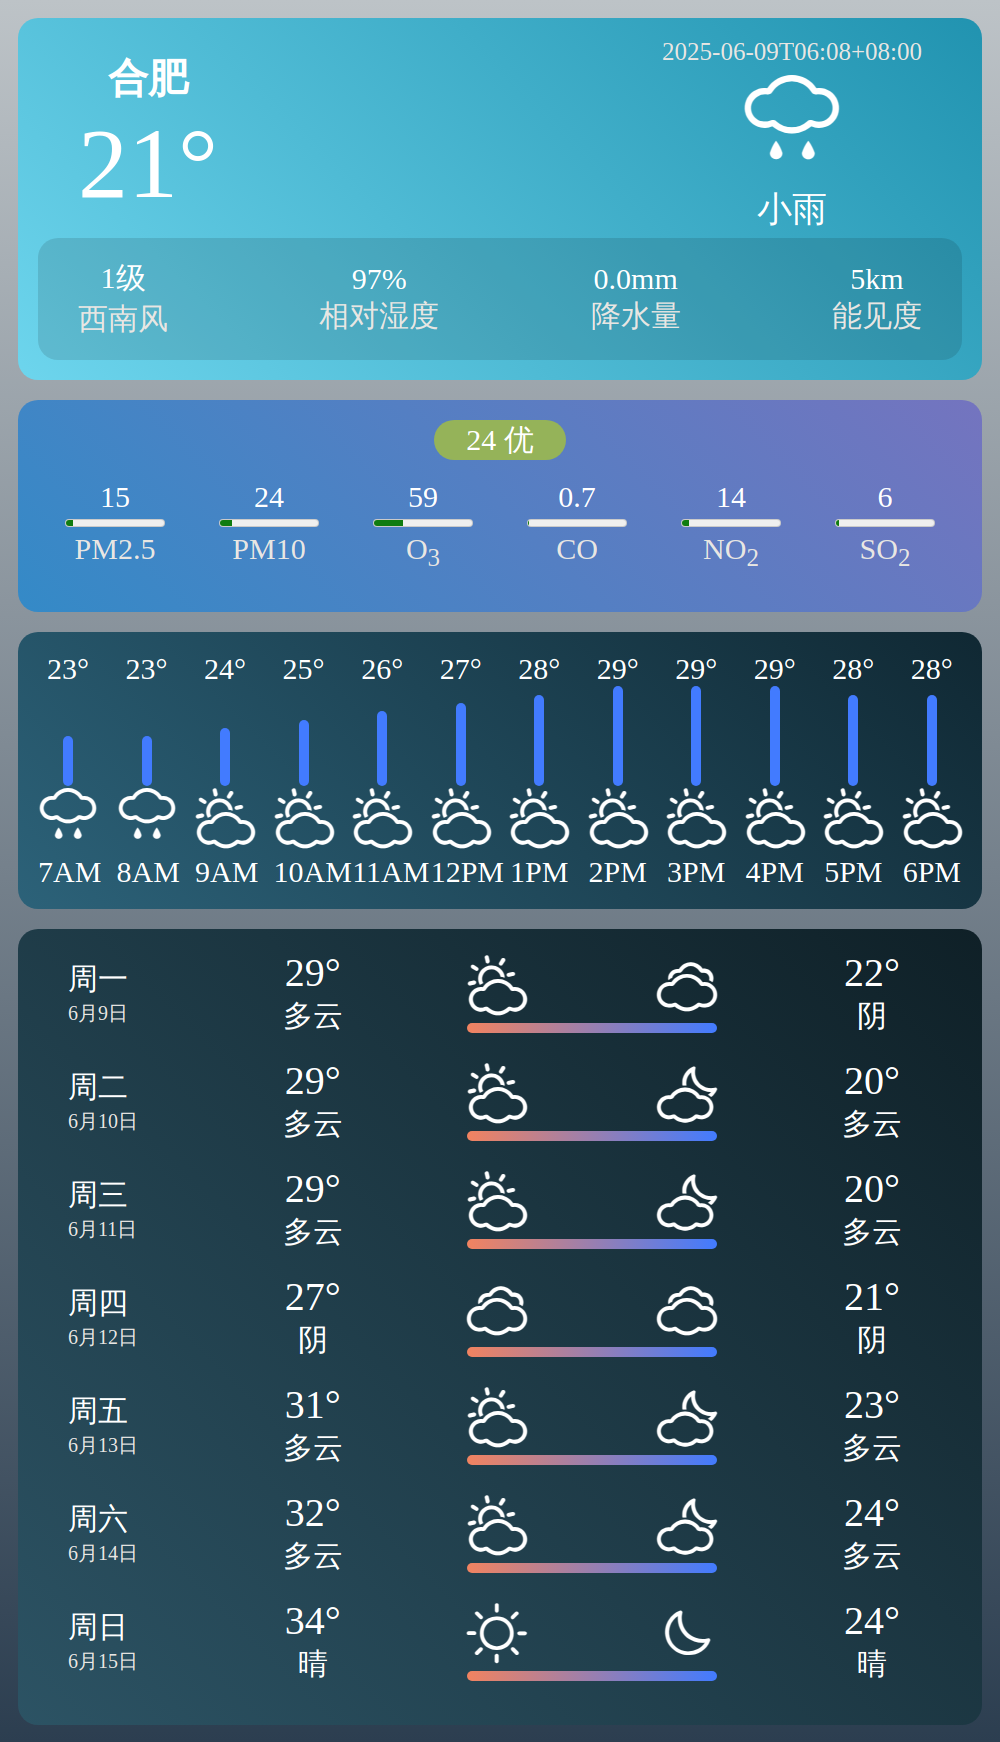 合肥
21°
2025-06-09T06:08+08:00
小雨
1级 97% 0.0mm 5km
西南风 相对湿度 降水量 能见度
24 优
15 24 59 0.7 14 6
PM2.5 PM10 O3 CO NO2 SO2
23° 23° 24° 25° 26° 27° 28° 29° 29° 29° 28° 28°
7AM 8AM 9AM 10AM 11AM 12PM 1PM 2PM 3PM 4PM 5PM 6PM
周一 29° 22°
6月9日 多云 阴
周二 29° 20°
6月10日 多云 多云
周三 29° 20°
6月11日 多云 多云
周四 27° 21°
6月12日 阴 阴
周五 31° 23°
6月13日 多云 多云
周六 32° 24°
6月14日 多云 多云
周日 34° 24°
6月15日 晴 晴